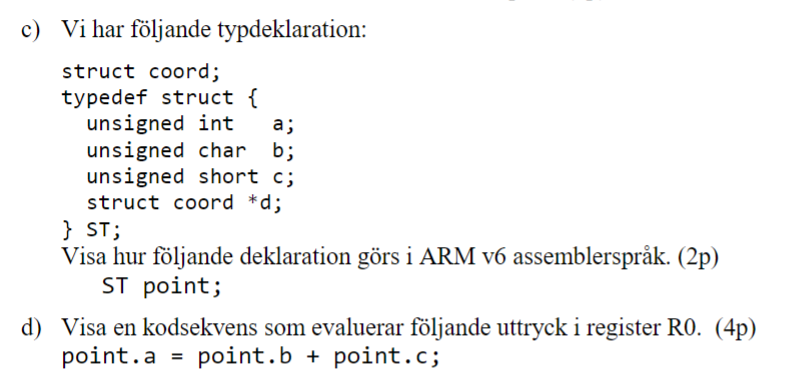 c) Vi har följande typdeklaration:
struct coord;
typedef struct {
unsigned int a;
unsigned char b;
unsigned short c;
struct coord *d;
} ST;
Visa hur följande deklaration görs i ARM v6 assemblerspråk. (2p)
ST point;
d) Visa en kodsekvens som evaluerar följande uttryck i register R0. (4p)
point.a = point.b + point.c;